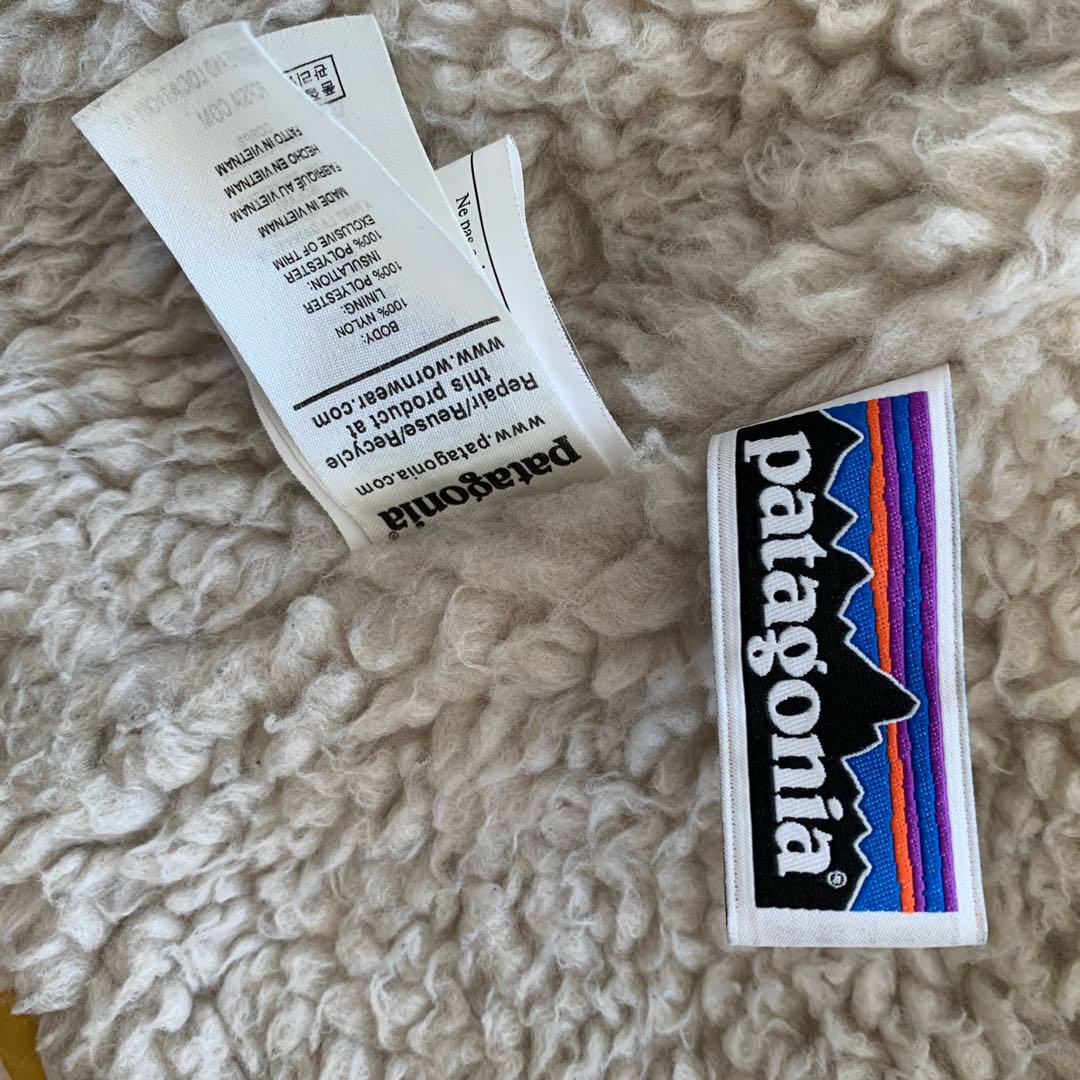 patagonia®
www.patagonia.com
Repair/Reuse/Recycle
this product at
www.wornwear.com
BODY:
100% NYLON
LINING:
100% POLYESTER
INSULATION:
100% POLYESTER
EXCLUSIVE OF TRIM
MADE IN VIETNAM
FABRIQUÉ AU VIETNAM
HECHO EN VIETNAM
FATTO IN VIETNAM
Ne pas
patagonia®